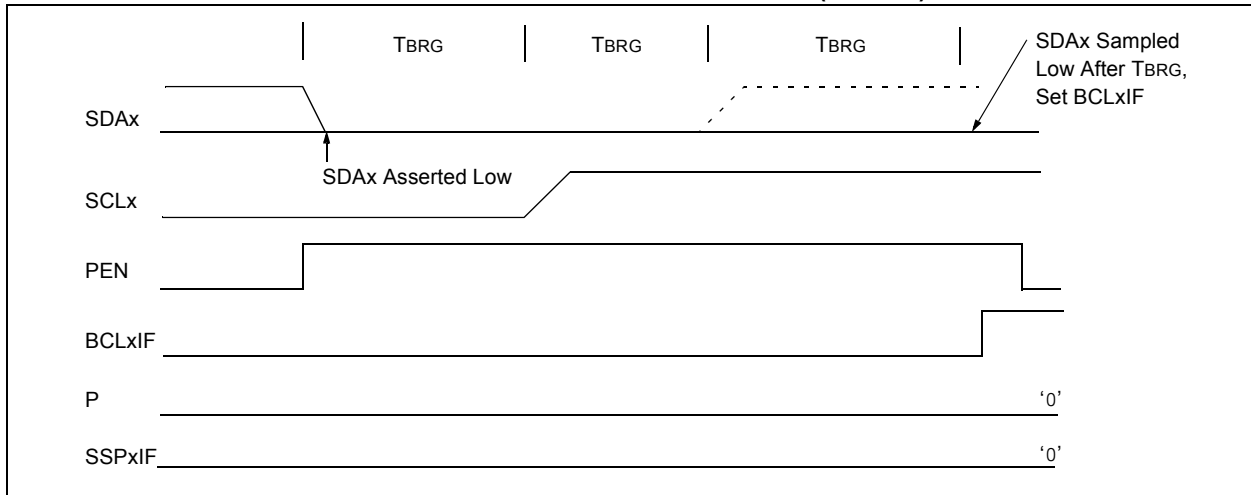 TBRG TBRG TBRG
SDAx Sampled
Low After TBRG,
Set BCLxIF
SDAx
SDAx Asserted Low
SCLx
PEN
BCLxIF
P ‘0’
SSPxIF ‘0’